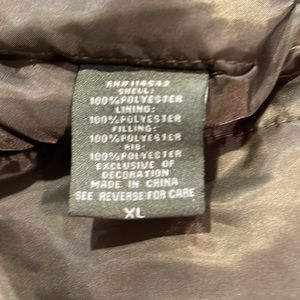 RN#114543
SHELL:
100%POLYESTER
LINING:
100%POLYESTER
FILLING:
100%POLYESTER
RIB:
100%POLYESTER
EXCLUSIVE OF
DECORATION
MADE IN CHINA
SEE REVERSE FOR CARE
XL